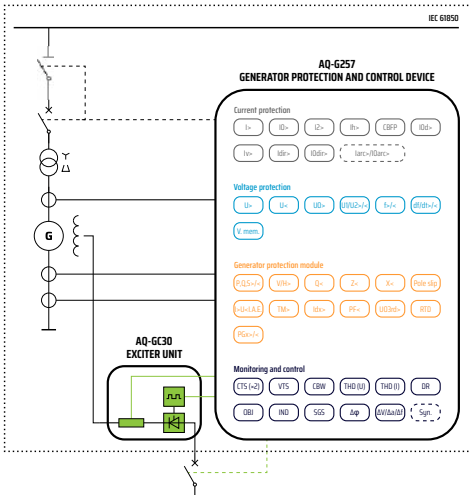 IEC 61850
AQ-G257
GENERATOR PROTECTION AND CONTROL DEVICE
Current protection
I> I0> I2> Ih> CBFP I0d>
Iv> Idir> I0dir> Iarc>/I0arc>
Voltage protection
U> U< U0> U1/U2>/< f>/< df/dt>/<
V. mem.
Generator protection module
P,Q,S>/< V/Hz> Q> Z< X< Pole slip
TM> Idx> PF< U03rd> RTD
PGx>/<
G
AQ-GC30
EXCITER UNIT
Monitoring and control
CTS (×2) VTS CBW THD (U) THD (I) DR
OBJ IND SGS Δφ ΔV/Δa/Δf Syn.